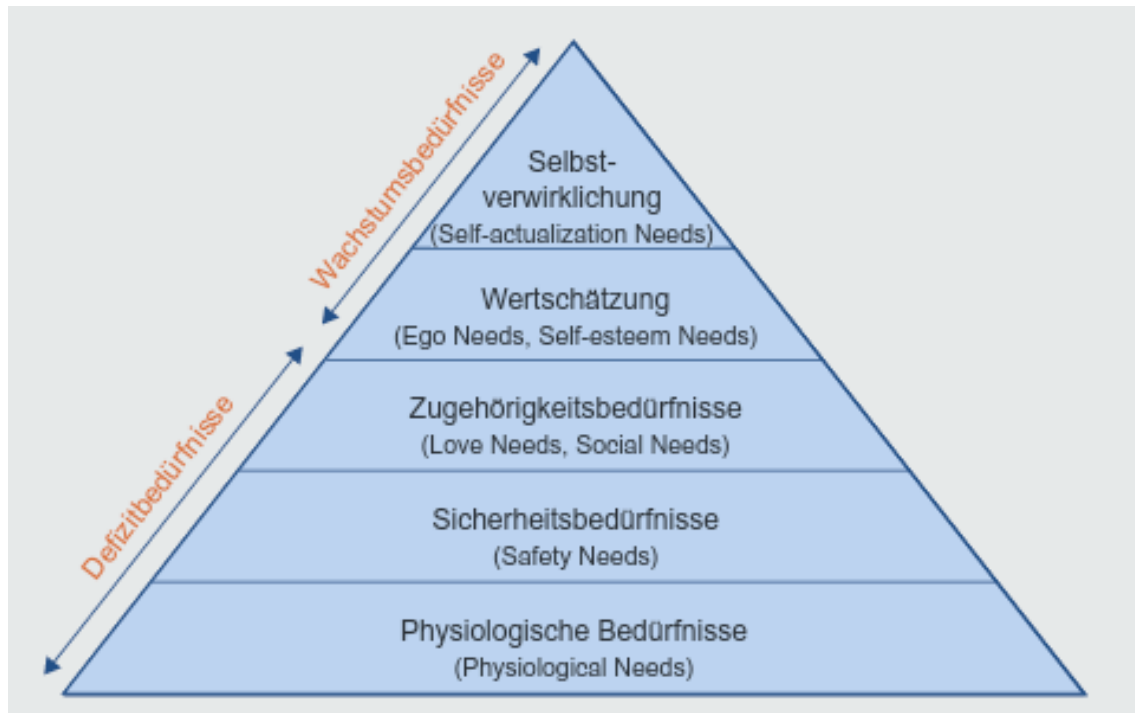 Wachstumsbedürfnisse
Defizitbedürfnisse
Selbst-
verwirklichung
(Self-actualization Needs)
Wertschätzung
(Ego Needs, Self-esteem Needs)
Zugehörigkeitsbedürfnisse
(Love Needs, Social Needs)
Sicherheitsbedürfnisse
(Safety Needs)
Physiologische Bedürfnisse
(Physiological Needs)